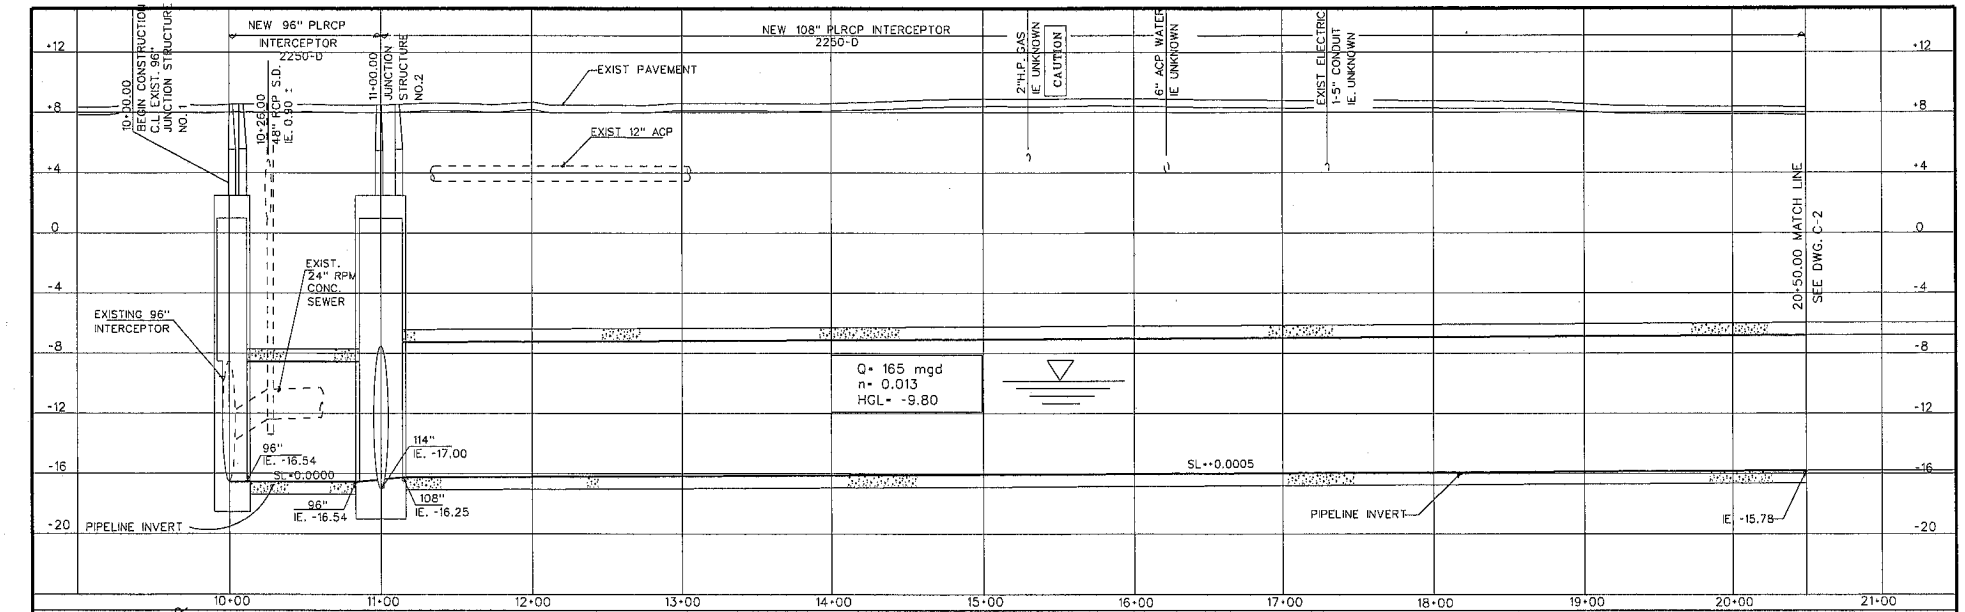 NEW 96" PLRCP
INTERCEPTOR
2250-D
NEW 108" PLRCP INTERCEPTOR
2250-D
10+00.00
BEGIN CONSTRUCTION
C.L EXIST. 96"
JUNCTION STRUCTURE
NO. 1
10+26.00
48" RCP S.D.
IE. 0.90 ±
11+00.00
JUNCTION
STRUCTURE
NO.2
EXIST PAVEMENT
EXIST 12" ACP
2" H.P. GAS
IE UNKNOWN
CAUTION
6" ACP WATER
IE UNKNOWN
EXIST ELECTRIC
1-5" CONDUIT
IE. UNKNOWN
20+50.00 MATCH LINE
SEE DWG. C-2
+12
+8
+4
0
-4
-8
-12
-16
-20
+12
+8
+4
0
-4
-8
-12
-16
-20
EXIST.
24" RPM
CONC.
SEWER
EXISTING 96"
INTERCEPTOR
Q= 165 mgd
n= 0.013
HGL= -9.80
96"
IE. -16.54
SL=0.0000
114"
IE. -17.00
SL=+0.0005
96"
IE. -16.54
108"
IE. -16.25
PIPELINE INVERT
PIPELINE INVERT
IE -15.78
10+00 11+00 12+00 13+00 14+00 15+00 16+00 17+00 18+00 19+00 20+00 21+00